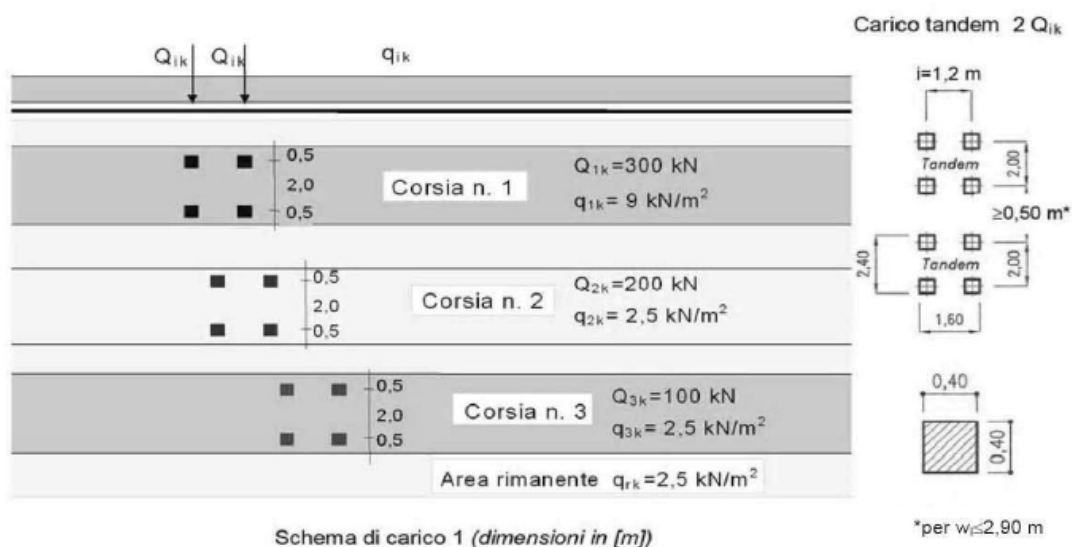 Carico tandem 2 Qik
Qik Qik qik
i=1,2 m
0,5
2,0
0,5
Corsia n. 1
Q1k=300 kN
q1k= 9 kN/m²
Tandem
2,00
≥0,50 m*
0,5
2,0
0,5
Corsia n. 2
Q2k=200 kN
q2k= 2,5 kN/m²
2,40
Tandem
2,00
1,60
0,5
2,0
0,5
Corsia n. 3
Q3k=100 kN
q3k= 2,5 kN/m²
0,40
0,40
Area rimanente qrk=2,5 kN/m²
Schema di carico 1 (dimensioni in [m])
*per wl≤2,90 m